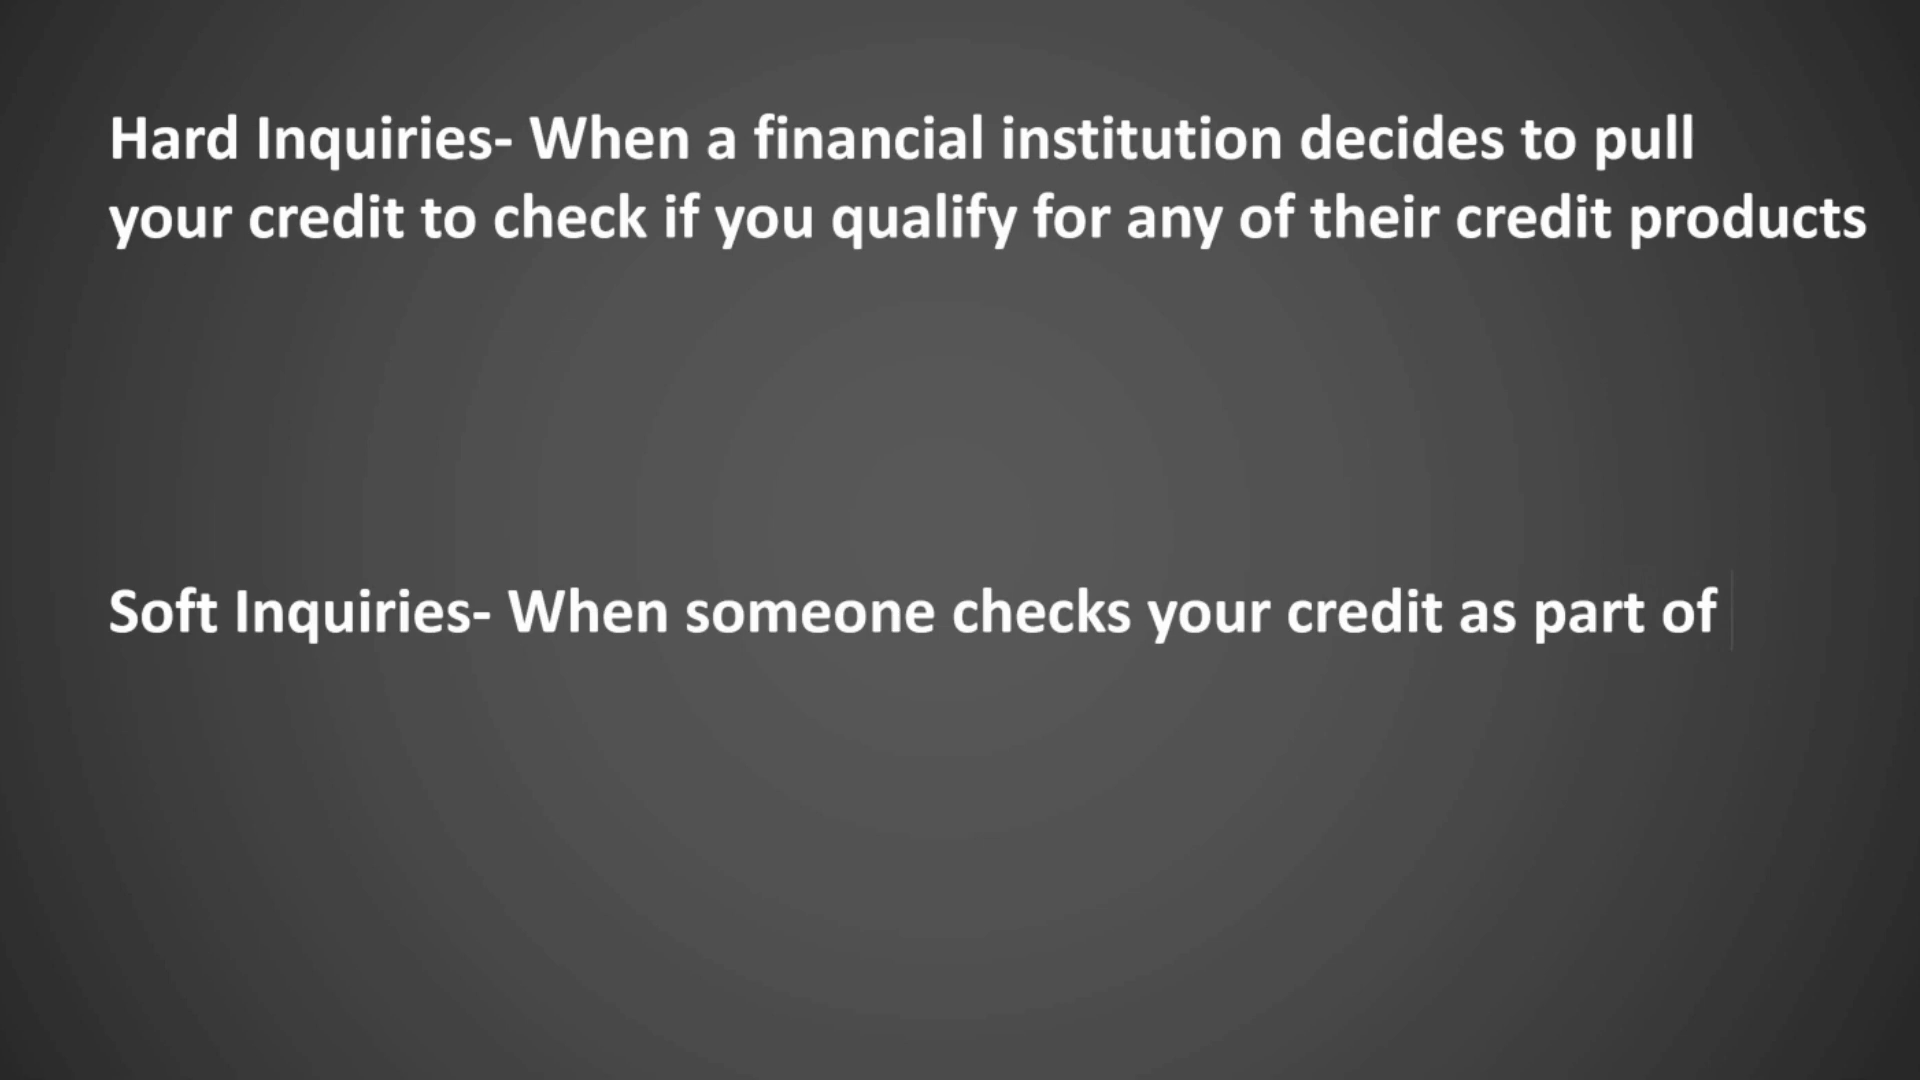 Hard Inquiries- When a financial institution decides to pull
your credit to check if you qualify for any of their credit products
Soft Inquiries- When someone checks your credit as part of